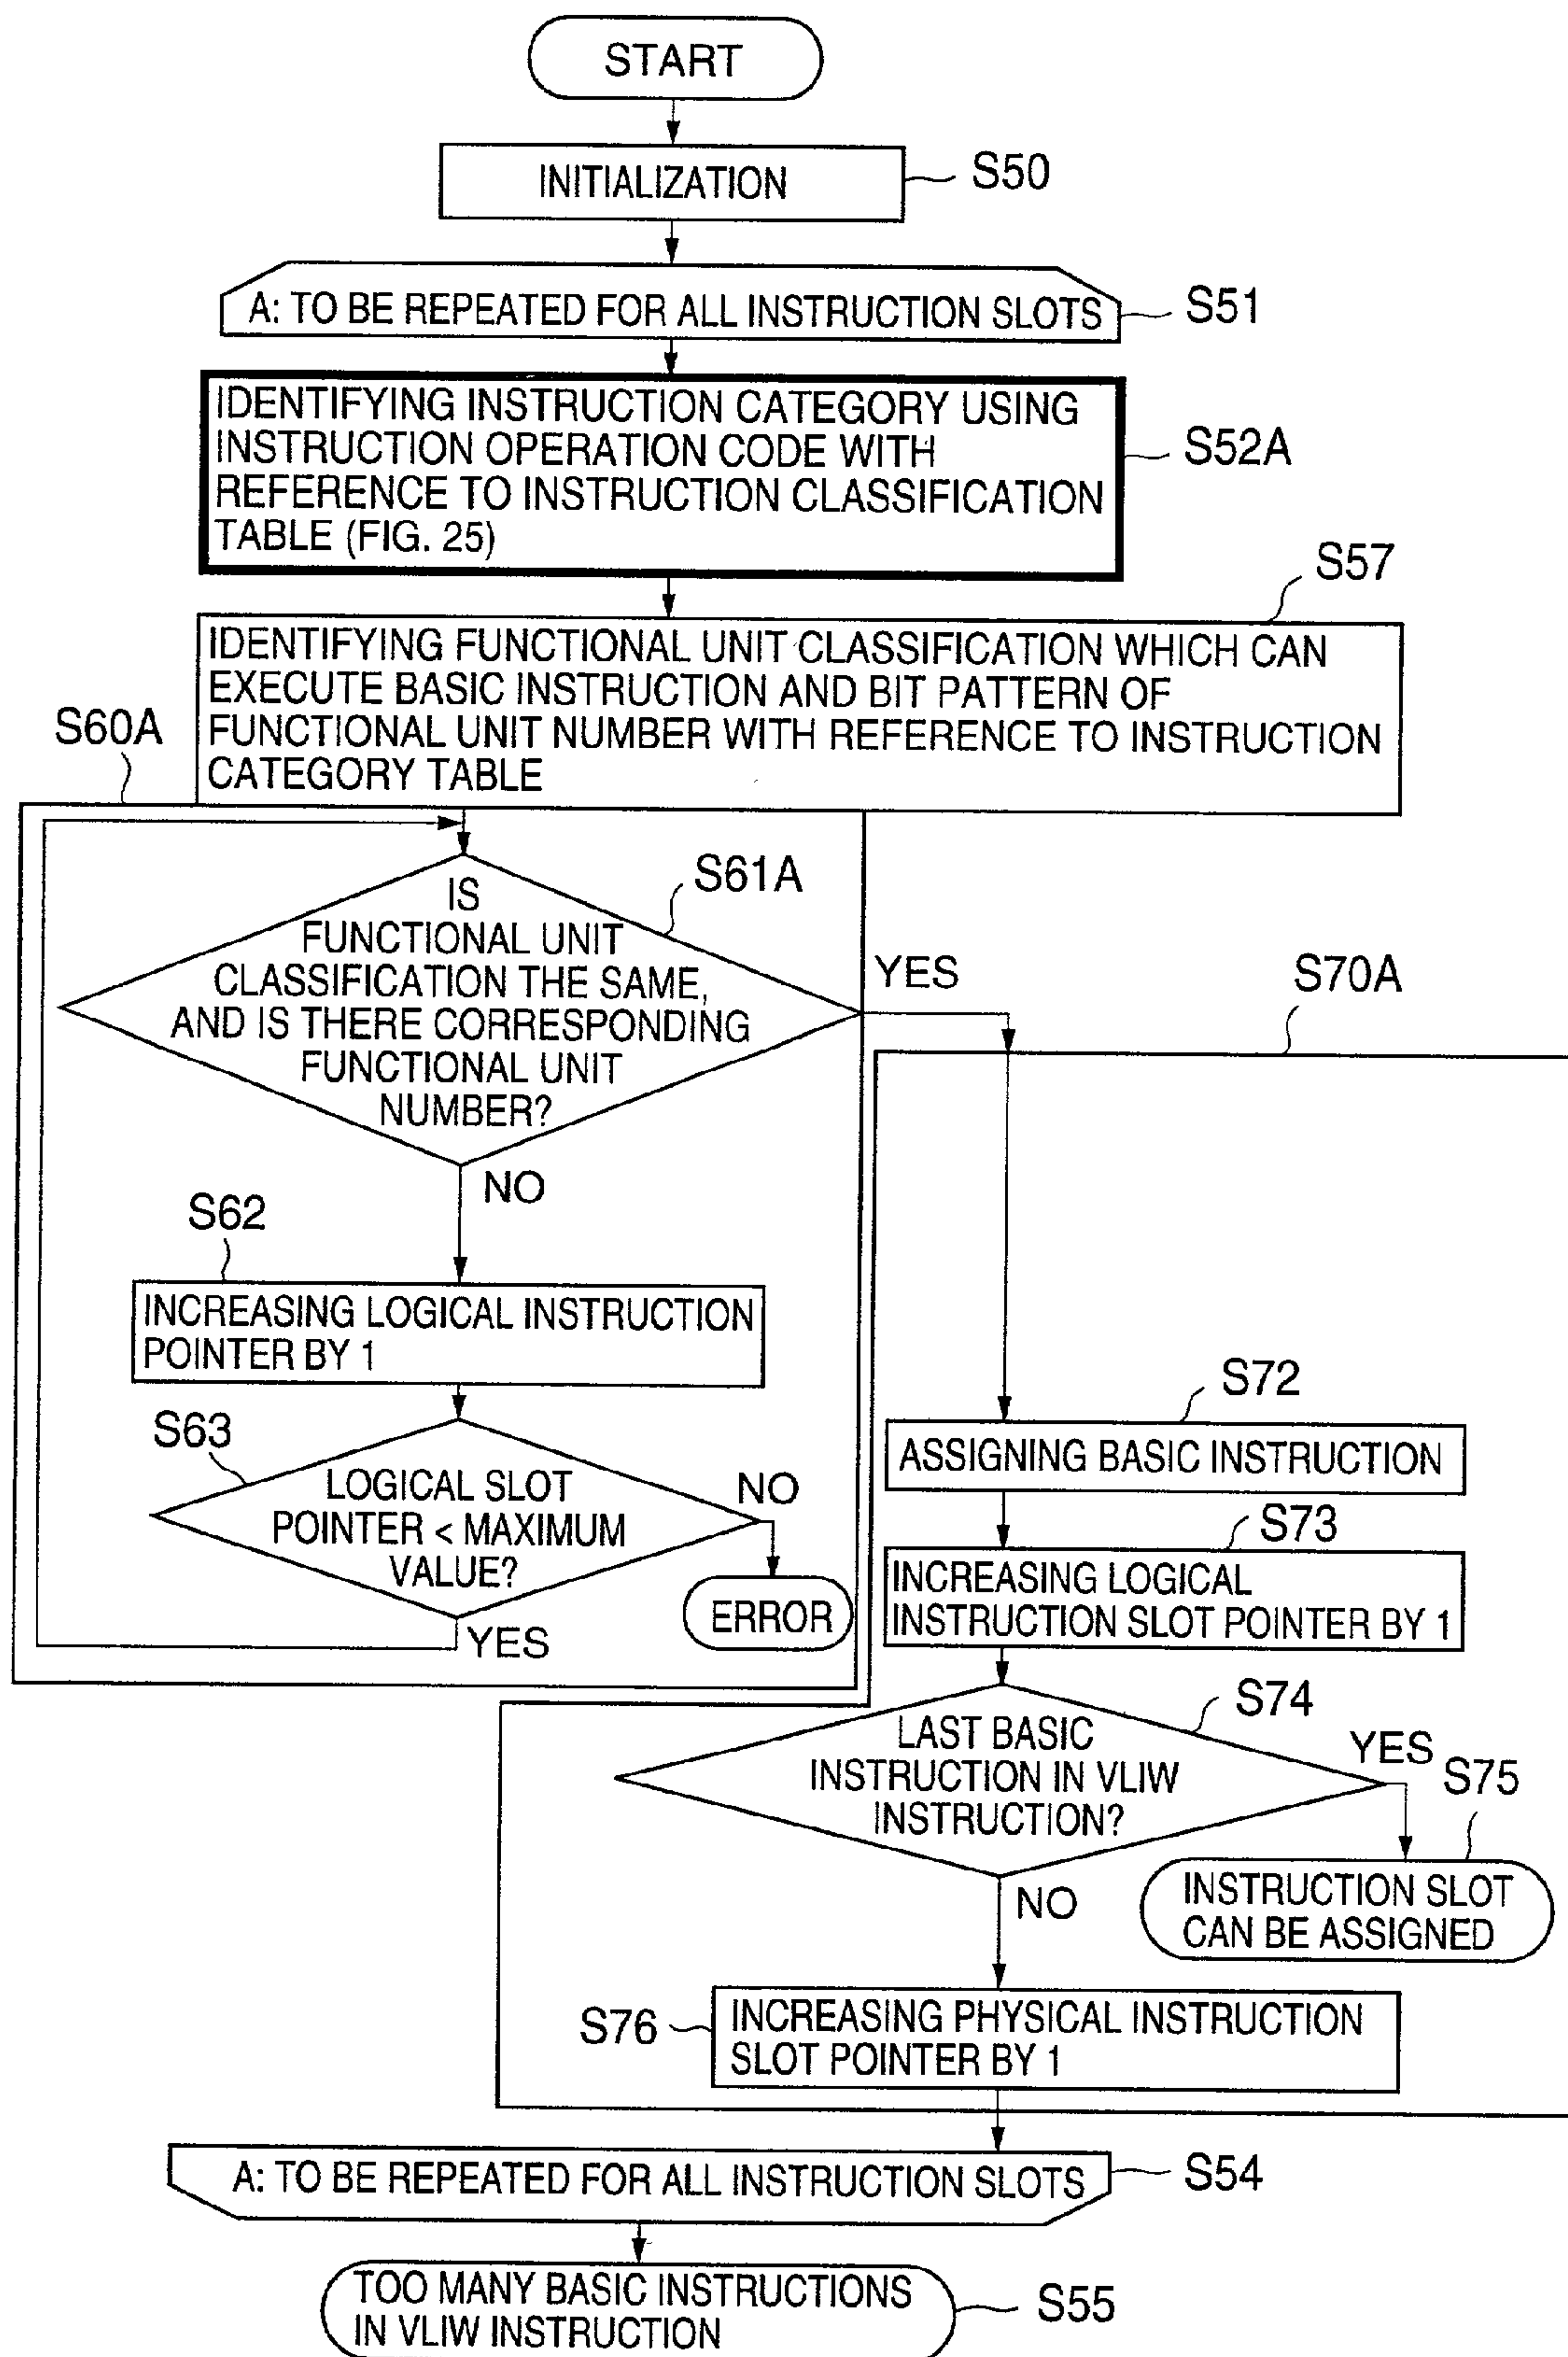 START
INITIALIZATION
S50
A: TO BE REPEATED FOR ALL INSTRUCTION SLOTS
S51
IDENTIFYING INSTRUCTION CATEGORY USING
INSTRUCTION OPERATION CODE WITH
REFERENCE TO INSTRUCTION CLASSIFICATION
TABLE (FIG. 25)
S52A
S57
IDENTIFYING FUNCTIONAL UNIT CLASSIFICATION WHICH CAN
EXECUTE BASIC INSTRUCTION AND BIT PATTERN OF
FUNCTIONAL UNIT NUMBER WITH REFERENCE TO INSTRUCTION
CATEGORY TABLE
S60A
S61A
IS
FUNCTIONAL UNIT
CLASSIFICATION THE SAME,
AND IS THERE CORRESPONDING
FUNCTIONAL UNIT
NUMBER?
YES
S70A
NO
S62
INCREASING LOGICAL INSTRUCTION
POINTER BY 1
S63
LOGICAL SLOT
POINTER < MAXIMUM
VALUE?
NO
ERROR
YES
S72
ASSIGNING BASIC INSTRUCTION
S73
INCREASING LOGICAL
INSTRUCTION SLOT POINTER BY 1
S74
LAST BASIC
INSTRUCTION IN VLIW
INSTRUCTION?
YES
S75
INSTRUCTION SLOT
CAN BE ASSIGNED
NO
S76
INCREASING PHYSICAL INSTRUCTION
SLOT POINTER BY 1
A: TO BE REPEATED FOR ALL INSTRUCTION SLOTS
S54
TOO MANY BASIC INSTRUCTIONS
IN VLIW INSTRUCTION
S55